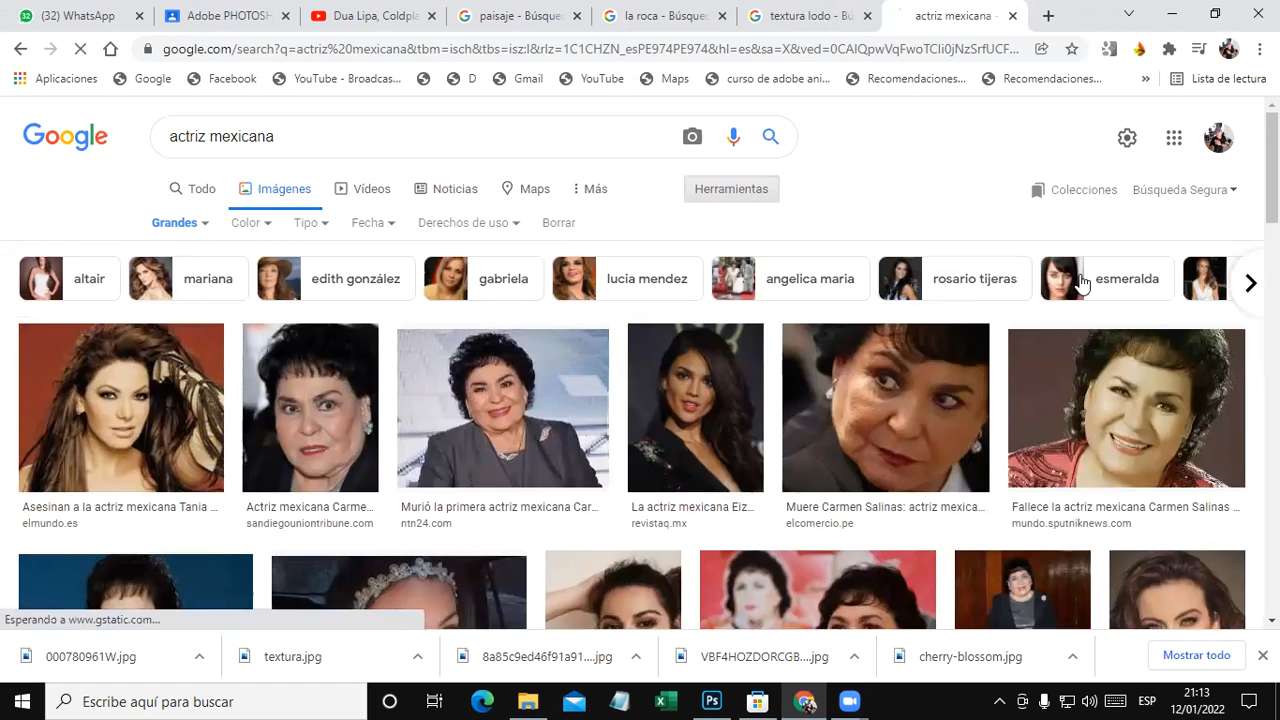 (32) WhatsApp
Adobe PHOTOSH
Dua Lipa, Coldpla
paisaje - Búsque
la roca - Búsque
textura lodo - Bú
actriz mexicana -
google.com/search?q=actriz%20mexicana&tbm=isch&tbs=isz:l&rlz=1C1CHZN_esPE974PE974&hl=es&sa=X&ved=0CAIQpwVqFwoTCIi0jNzSrfUCF...
Aplicaciones
Google
Facebook
YouTube - Broadcas...
D
Gmail
YouTube
Maps
curso de adobe ani...
Recomendaciones...
Recomendaciones...
»
Lista de lectura
Google
actriz mexicana
Todo
Imágenes
Vídeos
Noticias
Maps
Más
Herramientas
Colecciones
Búsqueda Segura
Grandes
Color
Tipo
Fecha
Derechos de uso
Borrar
altair
mariana
edith gonzález
gabriela
lucia mendez
angelica maria
rosario tijeras
esmeralda
Asesinan a la actriz mexicana Tania ...
elmundo.es
Actriz mexicana Carme...
sandiegouniontribune.com
Murió la primera actriz mexicana Car...
ntn24.com
La actriz mexicana Eiz...
revistaq.mx
Muere Carmen Salinas: actriz mexica...
elcomercio.pe
Fallece la actriz mexicana Carmen Salinas ...
mundo.sputniknews.com
Esperando a www.gstatic.com...
000780961W.jpg
textura.jpg
8a85c9ed46f91a91....jpg
VBF4HOZDORCGB....jpg
cherry-blossom.jpg
Mostrar todo
Escribe aquí para buscar
Ps
ESP
21:13
12/01/2022